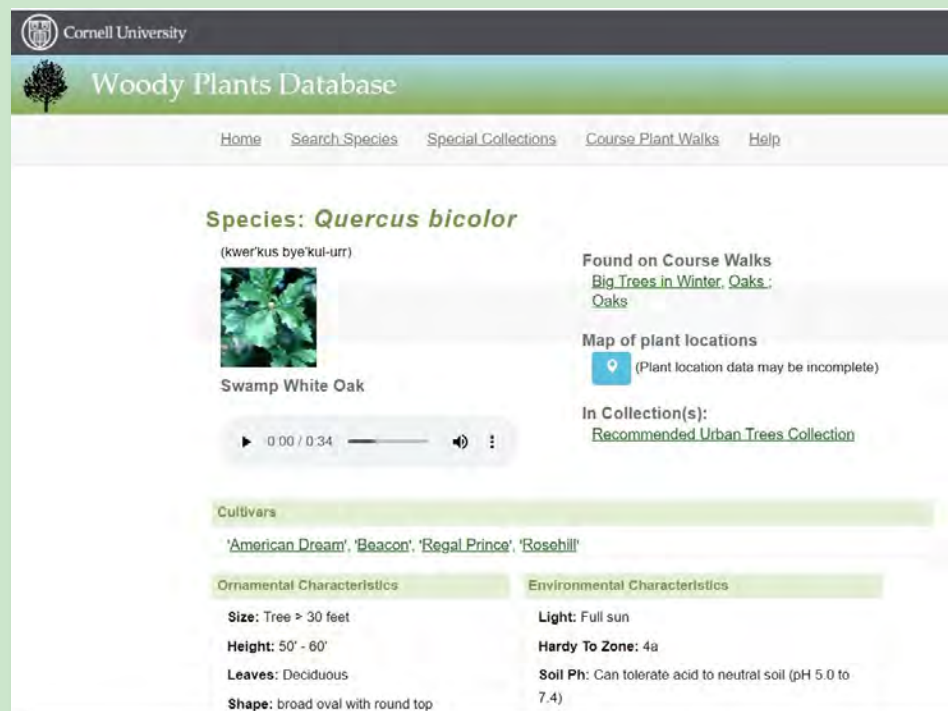 Cornell University
Woody Plants Database
Home Search Species Special Collections Course Plant Walks Help
Species: Quercus bicolor
(kwer'kus bye'kul-urr)
Swamp White Oak
0:00 / 0:34
Found on Course Walks
Big Trees in Winter, Oaks ;
Oaks
Map of plant locations
(Plant location data may be incomplete)
In Collection(s):
Recommended Urban Trees Collection
Cultivars
'American Dream', 'Beacon', 'Regal Prince', 'Rosehill'
Ornamental Characteristics
Size: Tree > 30 feet
Height: 50' - 60'
Leaves: Deciduous
Shape: broad oval with round top
Environmental Characteristics
Light: Full sun
Hardy To Zone: 4a
Soil Ph: Can tolerate acid to neutral soil (pH 5.0 to
7.4)